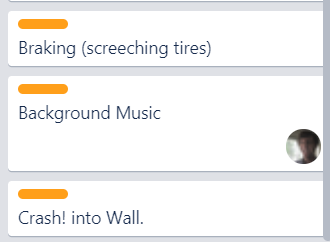 Braking (screeching tires)
Background Music
Crash! into Wall.